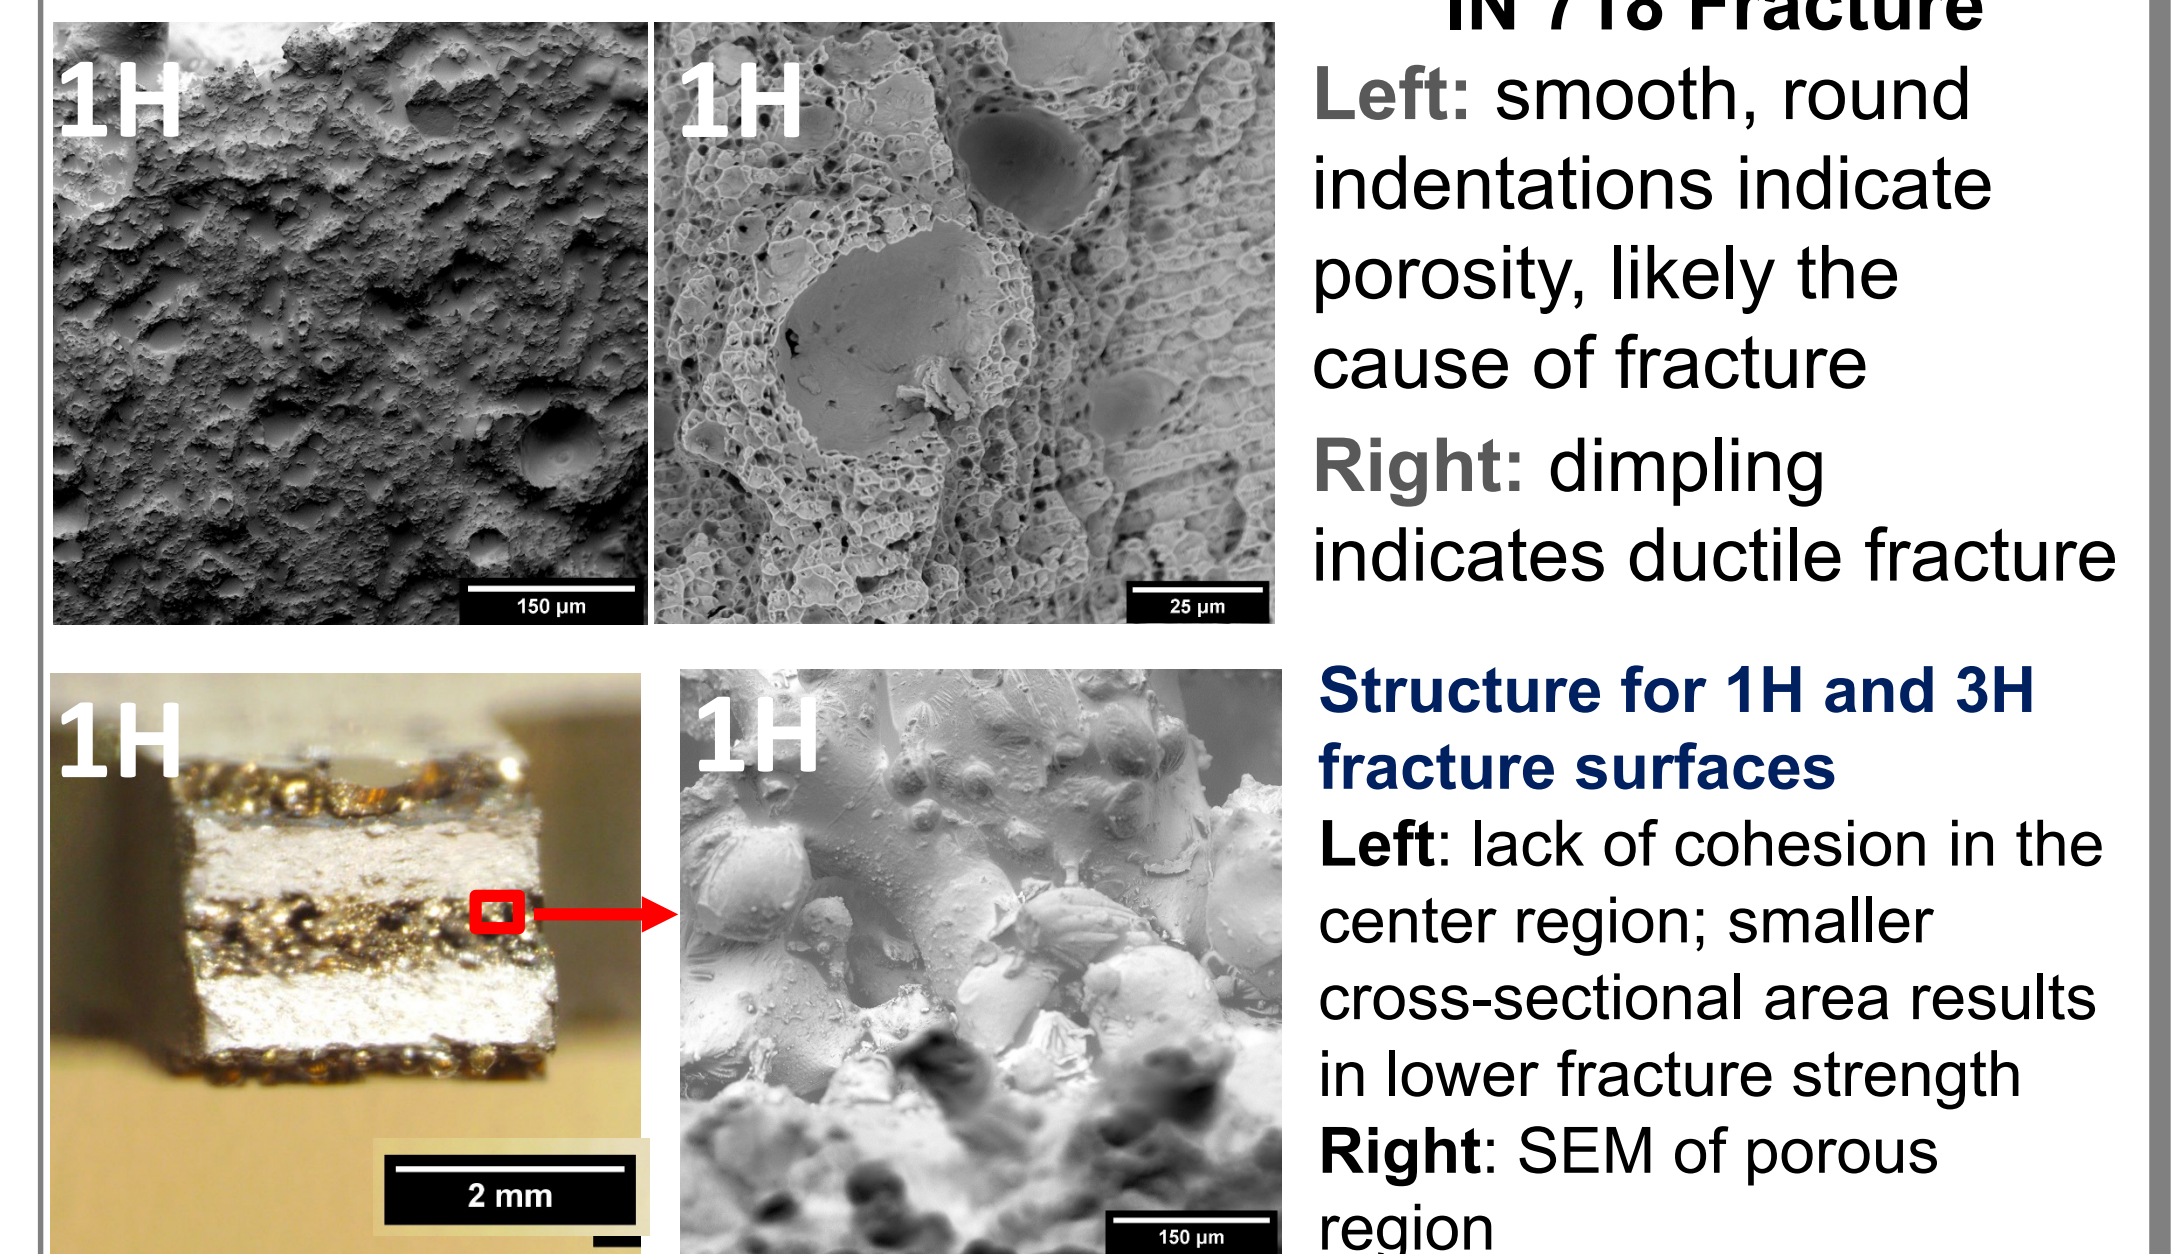 1H
1H
150 µm
25 µm
IN 718 Fracture
Left: smooth, round
indentations indicate
porosity, likely the
cause of fracture
Right: dimpling
indicates ductile fracture
1H
1H
2 mm
150 µm
Structure for 1H and 3H
fracture surfaces
Left: lack of cohesion in the
center region; smaller
cross-sectional area results
in lower fracture strength
Right: SEM of porous
region